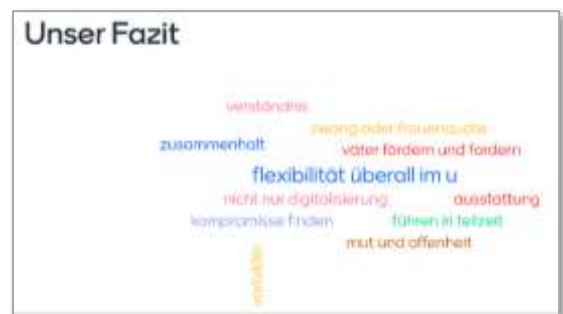 Unser Fazit
verständnis
zwang oder frauenquote
zusammenhalt
väter fördern und fordern
flexibilität überall im u
nicht nur digitalisierung
ausstattung
kompromisse finden
führen in teilzeit
mut und offenheit